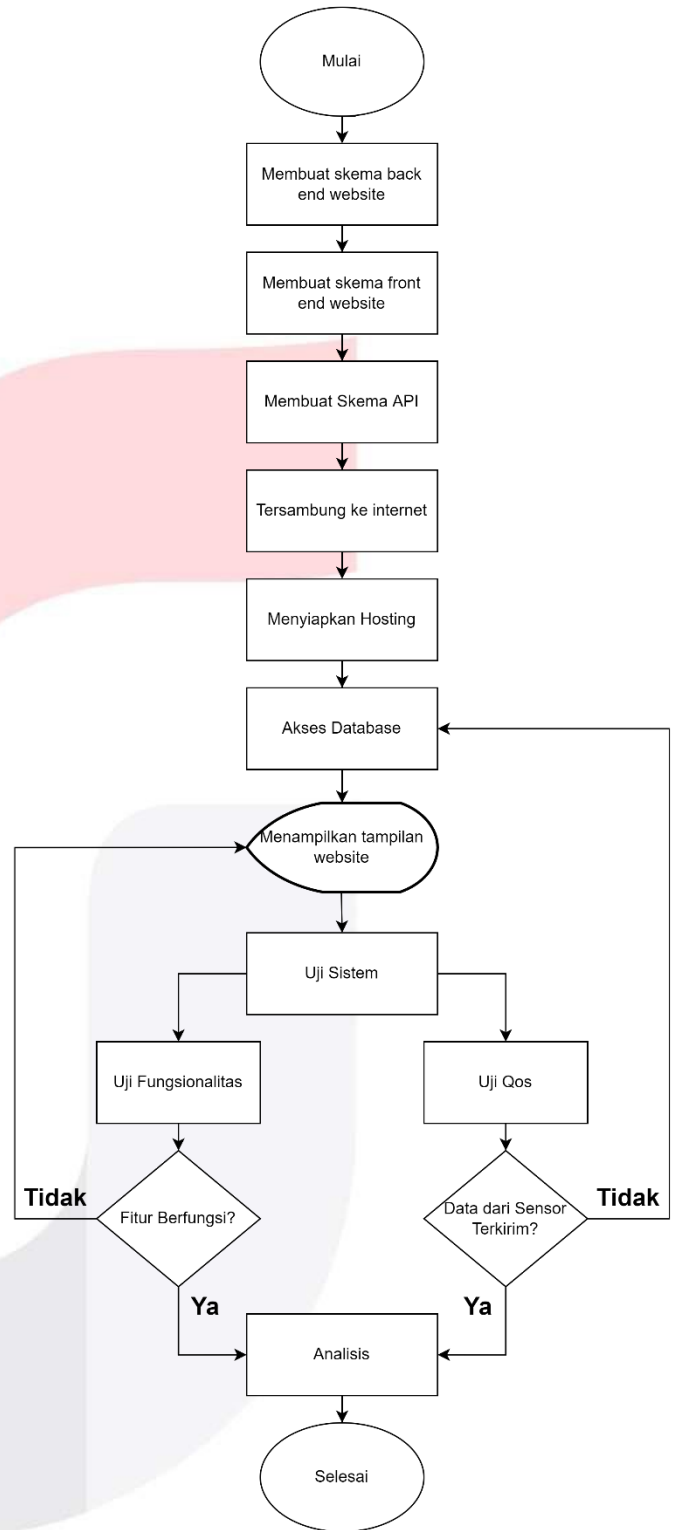 Mulai
Membuat skema back
end website
Membuat skema front
end website
Membuat Skema API
Tersambung ke internet
Menyiapkan Hosting
Akses Database
Menampilkan tampilan
website
Uji Sistem
Uji Fungsionalitas
Uji Qos
Tidak
Fitur Berfungsi?
Data dari Sensor
Terkirim?
Tidak
Ya
Ya
Analisis
Selesai